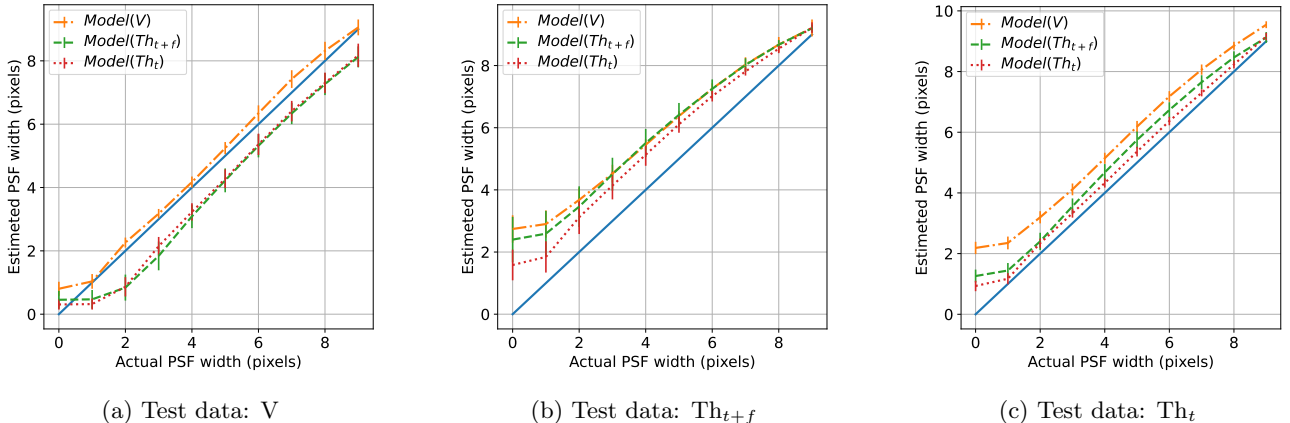 Model(V)
Model(Th_{t+f})
Model(Th_t)
Estimeted PSF width (pixels)
8
6
4
2
0
0 2 4 6 8
Actual PSF width (pixels)
(a) Test data: V
Model(V)
Model(Th_{t+f})
Model(Th_t)
Estimeted PSF width (pixels)
8
6
4
2
0
0 2 4 6 8
Actual PSF width (pixels)
(b) Test data: Th_{t+f}
Model(V)
Model(Th_{t+f})
Model(Th_t)
Estimeted PSF width (pixels)
10
8
6
4
2
0
0 2 4 6 8
Actual PSF width (pixels)
(c) Test data: Th_t